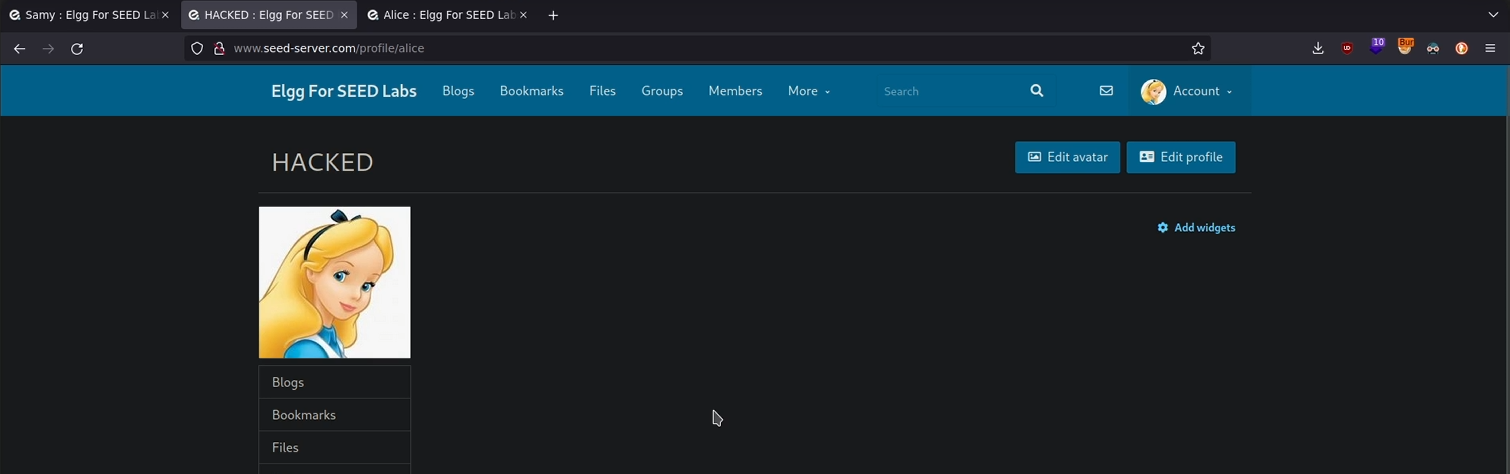 Samy : Elgg For SEED La
HACKED : Elgg For SEED
Alice : Elgg For SEED Lab
www.seed-server.com/profile/alice
10
Bur
Elgg For SEED Labs
Blogs
Bookmarks
Files
Groups
Members
More
Search
Account
HACKED
Edit avatar
Edit profile
Add widgets
Blogs
Bookmarks
Files